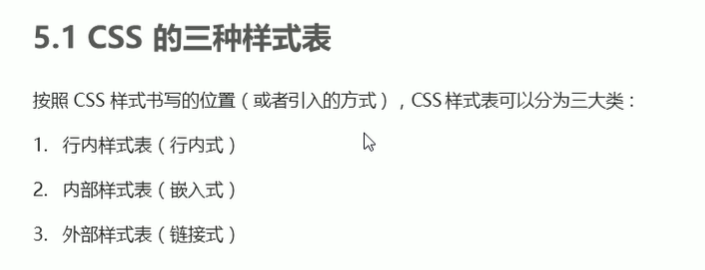 5.1 CSS 的三种样式表
按照 CSS 样式书写的位置（或者引入的方式），CSS样式表可以分为三大类：
1. 行内样式表（行内式）
2. 内部样式表（嵌入式）
3. 外部样式表（链接式）